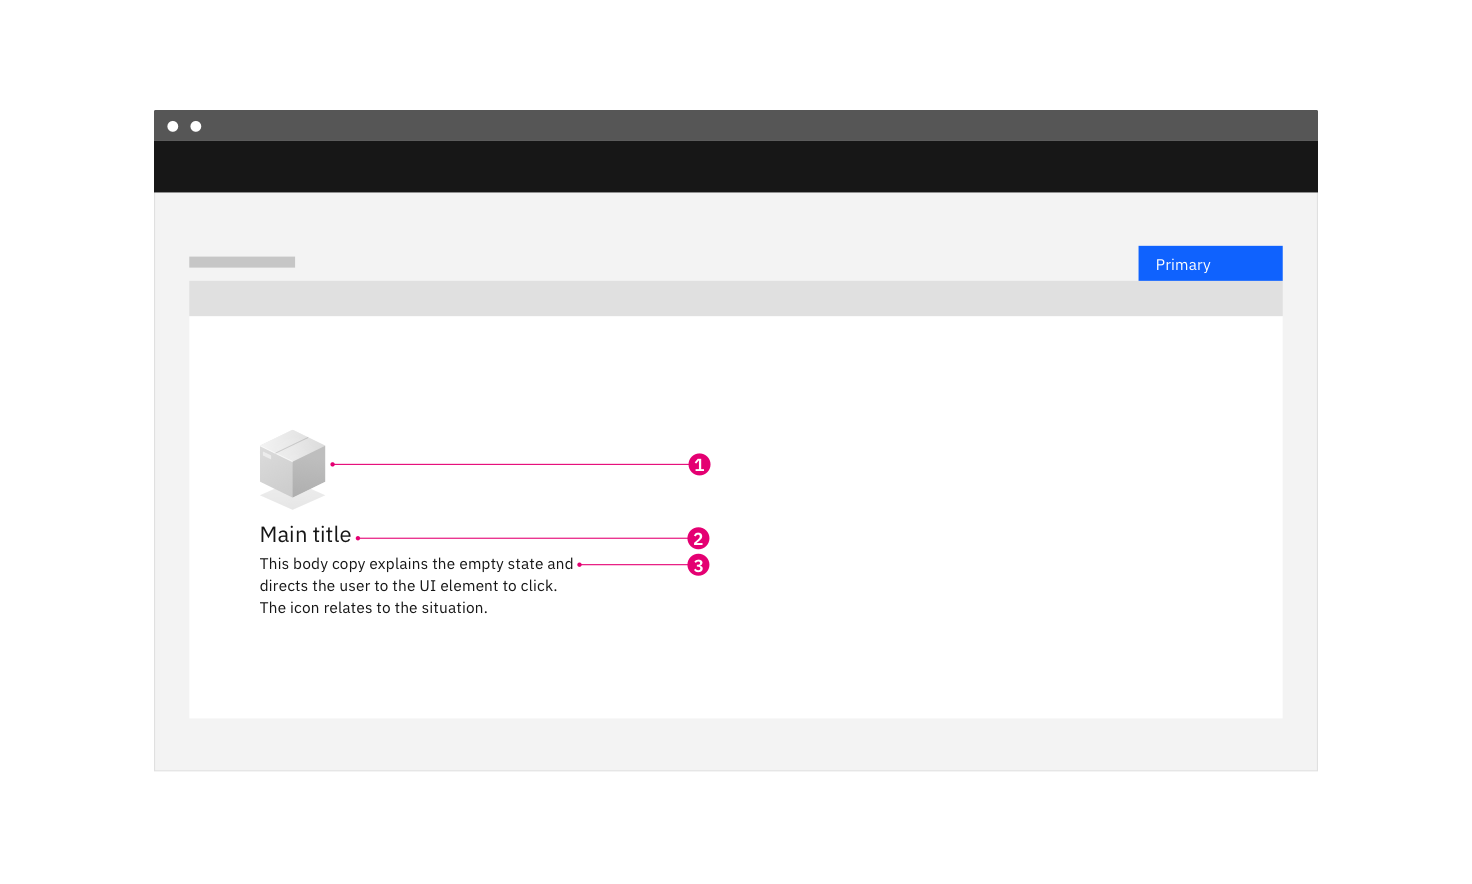 Primary
1
Main title
2
This body copy explains the empty state and
3
directs the user to the UI element to click.
The icon relates to the situation.